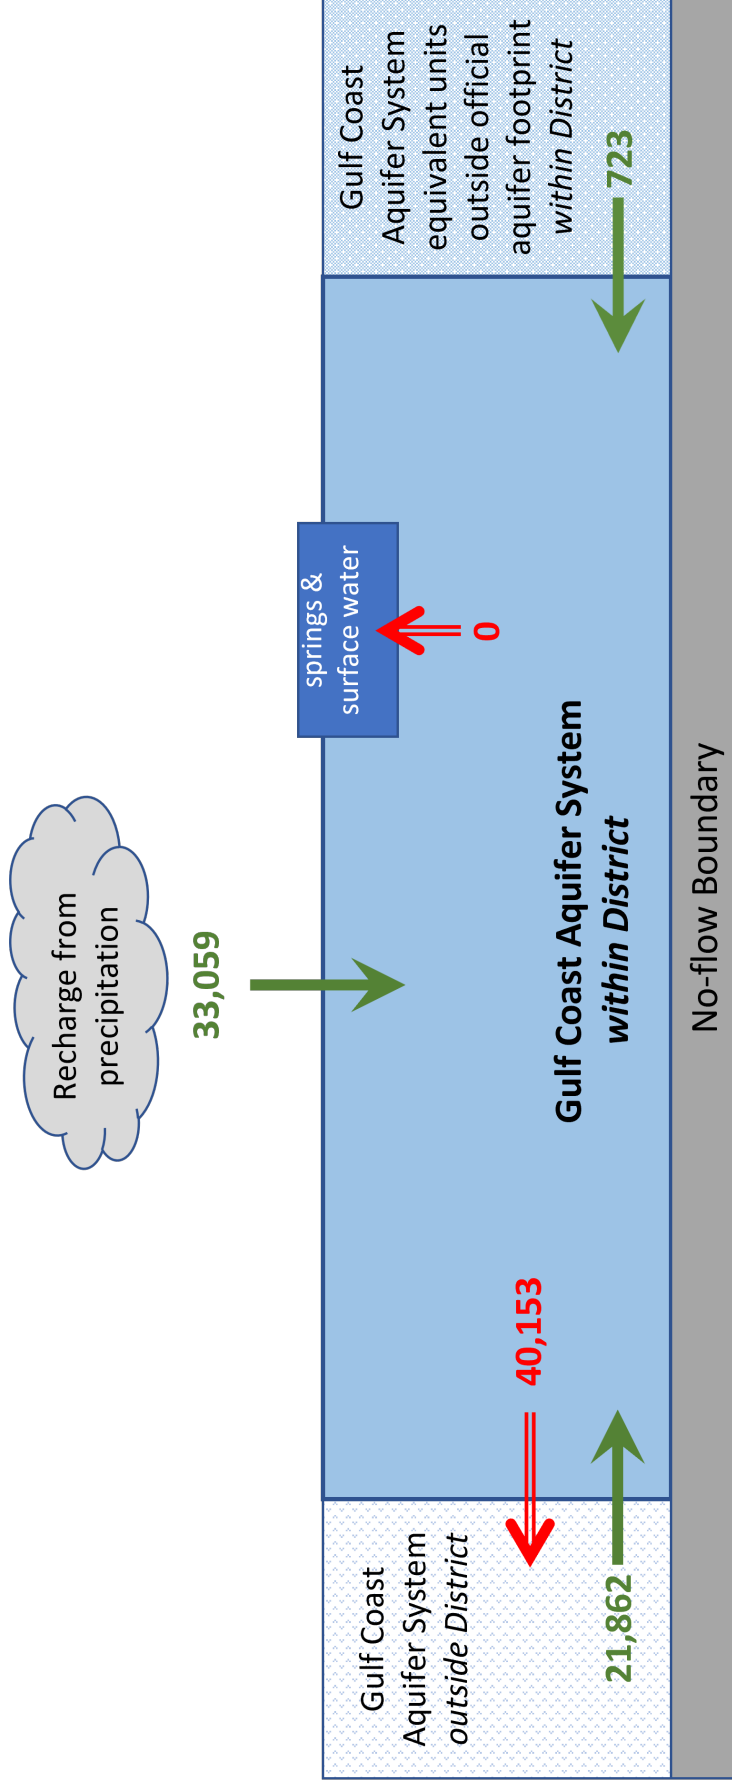 Recharge from
precipitation
33,059
springs &
surface water
0
Gulf Coast
Aquifer System
outside District
40,153
21,862
Gulf Coast Aquifer System
within District
Gulf Coast
Aquifer System
equivalent units
outside official
aquifer footprint
within District
723
No-flow Boundary